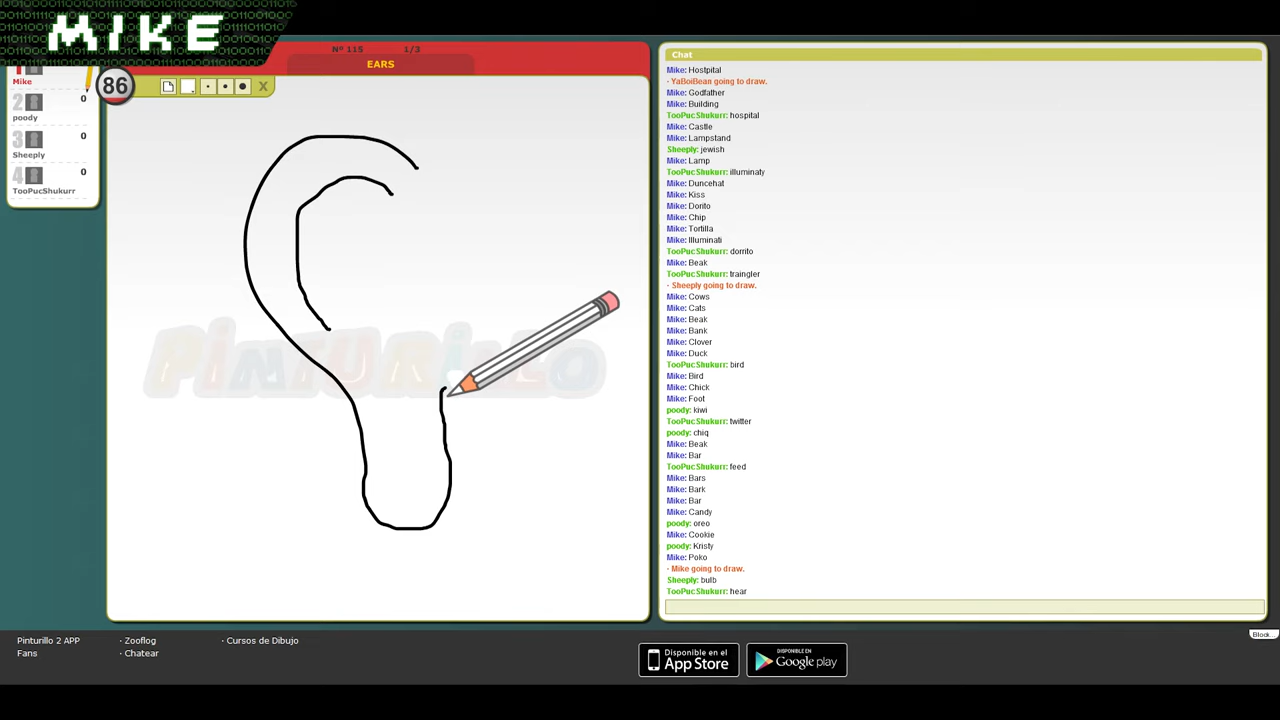 MIKE
Nº 115 1/3
EARS
1
Mike
86
2 0
poody
3 0
Sheeply
4 0
TooPucShukurr
X
PINTURILLO
Chat
Mike: Hostpital
· YaBoiBean going to draw.
Mike: Godfather
Mike: Building
TooPucShukurr: hospital
Mike: Castle
Mike: Lampstand
Sheeply: jewish
Mike: Lamp
TooPucShukurr: illuminaty
Mike: Duncehat
Mike: Kiss
Mike: Dorito
Mike: Chip
Mike: Tortilla
Mike: Illuminati
TooPucShukurr: dorrito
Mike: Beak
TooPucShukurr: traingler
· Sheeply going to draw.
Mike: Cows
Mike: Cats
Mike: Beak
Mike: Bank
Mike: Clover
Mike: Duck
TooPucShukurr: bird
Mike: Bird
Mike: Chick
Mike: Foot
poody: kiwi
TooPucShukurr: twitter
poody: chiq
Mike: Beak
Mike: Bar
TooPucShukurr: feed
Mike: Bars
Mike: Bark
Mike: Bar
Mike: Candy
poody: oreo
Mike: Cookie
poody: Kristy
Mike: Poko
· Mike going to draw.
Sheeply: bulb
TooPucShukurr: hear
Block...
Pinturillo 2 APP · Zooflog · Cursos de Dibujo
Fans · Chatear
Disponible en el
App Store
DISPONIBLE EN
Google play